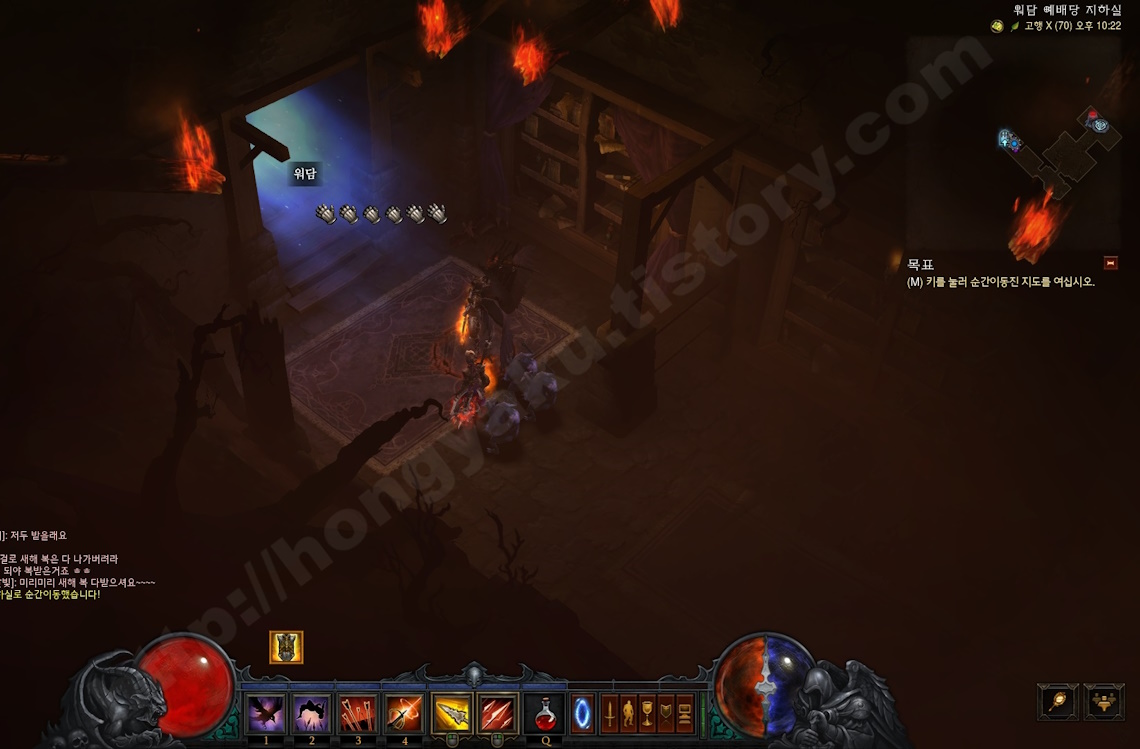 워담 예배당 지하실
고행 X (70) 오후 10:22
워담
목표
(M) 키를 눌러 순간이동진 지도를 여십시오.
]: 저두 받을래요
걸로 새해 복은 다 나가버려라
되야 복받은거죠 ㅎㅎ
빛]: 미리미리 새해 복 다받으셔요~~~~
하실로 순간이동했습니다!
1 2 3 4 Q
http://hongyaku.tistory.com